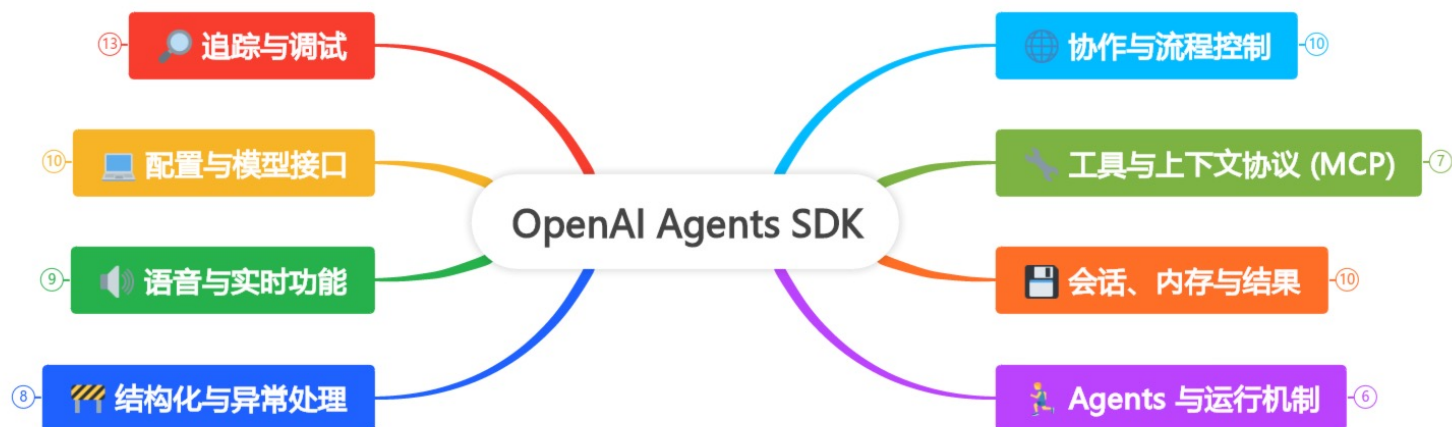 OpenAI Agents SDK
13
追踪与调试
10
配置与模型接口
9
语音与实时功能
8
结构化与异常处理
协作与流程控制
10
工具与上下文协议 (MCP)
7
会话、内存与结果
10
Agents 与运行机制
6